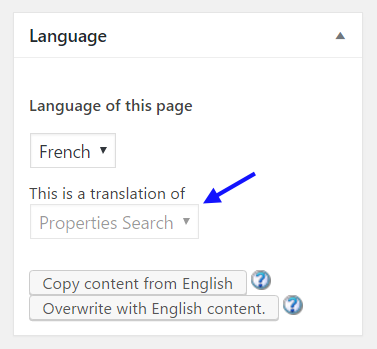 Language
Language of this page
French
This is a translation of
Properties Search
Copy content from English
Overwrite with English content.